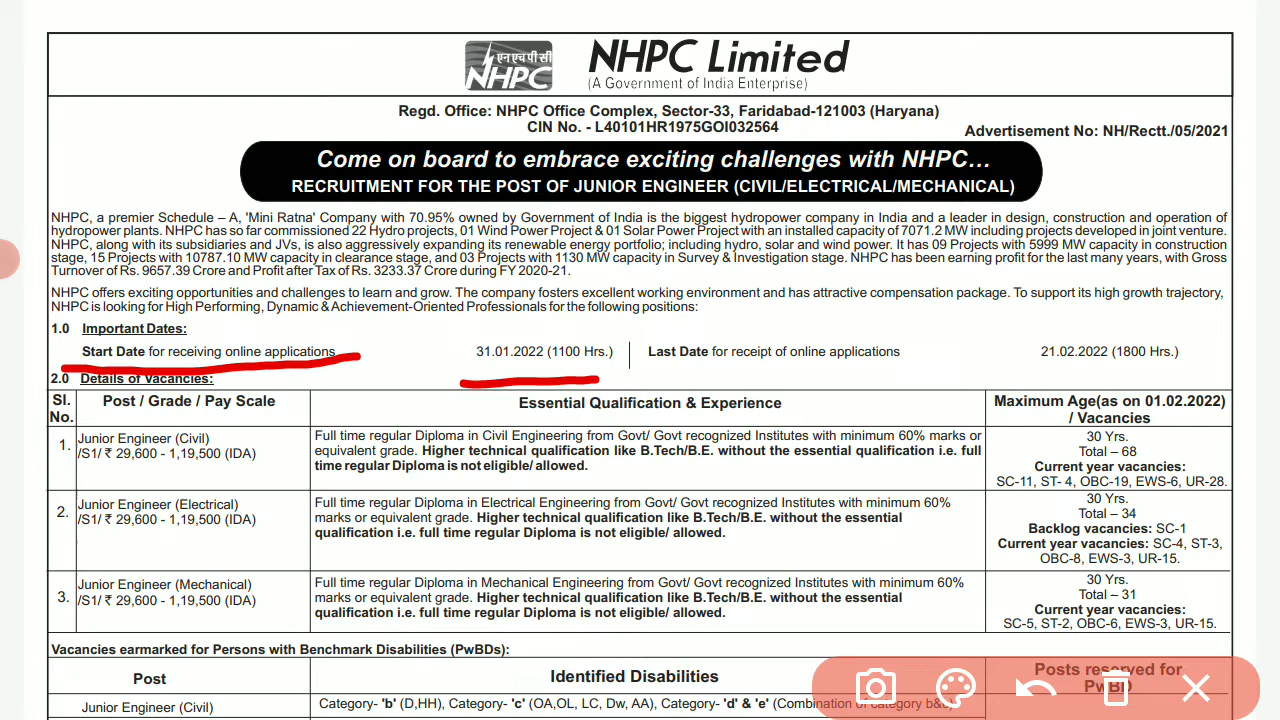 एनएचपीसी
NHPC
NHPC Limited
(A Government of India Enterprise)
Regd. Office: NHPC Office Complex, Sector-33, Faridabad-121003 (Haryana)
CIN No. - L40101HR1975GOI032564
Advertisement No: NH/Rectt./05/2021
Come on board to embrace exciting challenges with NHPC…
RECRUITMENT FOR THE POST OF JUNIOR ENGINEER (CIVIL/ELECTRICAL/MECHANICAL)
NHPC, a premier Schedule – A, 'Mini Ratna' Company with 70.95% owned by Government of India is the biggest hydropower company in India and a leader in design, construction and operation of
hydropower plants. NHPC has so far commissioned 22 Hydro projects, 01 Wind Power Project & 01 Solar Power Project with an installed capacity of 7071.2 MW including projects developed in joint venture.
NHPC, along with its subsidiaries and JVs, is also aggressively expanding its renewable energy portfolio; including hydro, solar and wind power. It has 09 Projects with 5999 MW capacity in construction
stage, 15 Projects with 10787.10 MW capacity in clearance stage, and 03 Projects with 1130 MW capacity in Survey & Investigation stage. NHPC has been earning profit for the last many years, with Gross
Turnover of Rs. 9657.39 Crore and Profit after Tax of Rs. 3233.37 Crore during FY 2020-21.
NHPC offers exciting opportunities and challenges to learn and grow. The company fosters excellent working environment and has attractive compensation package. To support its high growth trajectory,
NHPC is looking for High Performing, Dynamic & Achievement-Oriented Professionals for the following positions:
1.0 Important Dates:
Start Date for receiving online applications 31.01.2022 (1100 Hrs.) Last Date for receipt of online applications 21.02.2022 (1800 Hrs.)
2.0 Details of Vacancies:
Sl. No. Post / Grade / Pay Scale Essential Qualification & Experience Maximum Age(as on 01.02.2022) / Vacancies
1. Junior Engineer (Civil)
/S1/ ₹ 29,600 - 1,19,500 (IDA)
Full time regular Diploma in Civil Engineering from Govt/ Govt recognized Institutes with minimum 60% marks or
equivalent grade. Higher technical qualification like B.Tech/B.E. without the essential qualification i.e. full
time regular Diploma is not eligible/ allowed.
30 Yrs.
Total – 68
Current year vacancies:
SC-11, ST- 4, OBC-19, EWS-6, UR-28.
2. Junior Engineer (Electrical)
/S1/ ₹ 29,600 - 1,19,500 (IDA)
Full time regular Diploma in Electrical Engineering from Govt/ Govt recognized Institutes with minimum 60%
marks or equivalent grade. Higher technical qualification like B.Tech/B.E. without the essential
qualification i.e. full time regular Diploma is not eligible/ allowed.
30 Yrs.
Total – 34
Backlog vacancies: SC-1
Current year vacancies: SC-4, ST-3,
OBC-8, EWS-3, UR-15.
3. Junior Engineer (Mechanical)
/S1/ ₹ 29,600 - 1,19,500 (IDA)
Full time regular Diploma in Mechanical Engineering from Govt/ Govt recognized Institutes with minimum 60%
marks or equivalent grade. Higher technical qualification like B.Tech/B.E. without the essential
qualification i.e. full time regular Diploma is not eligible/ allowed.
30 Yrs.
Total – 31
Current year vacancies:
SC-5, ST-2, OBC-6, EWS-3, UR-15.
Vacancies earmarked for Persons with Benchmark Disabilities (PwBDs):
Post Identified Disabilities Posts reserved for PwBD
Junior Engineer (Civil) Category- 'b' (D,HH), Category- 'c' (OA,OL, LC, Dw, AA), Category- 'd' & 'e' (Combination of category b&c)